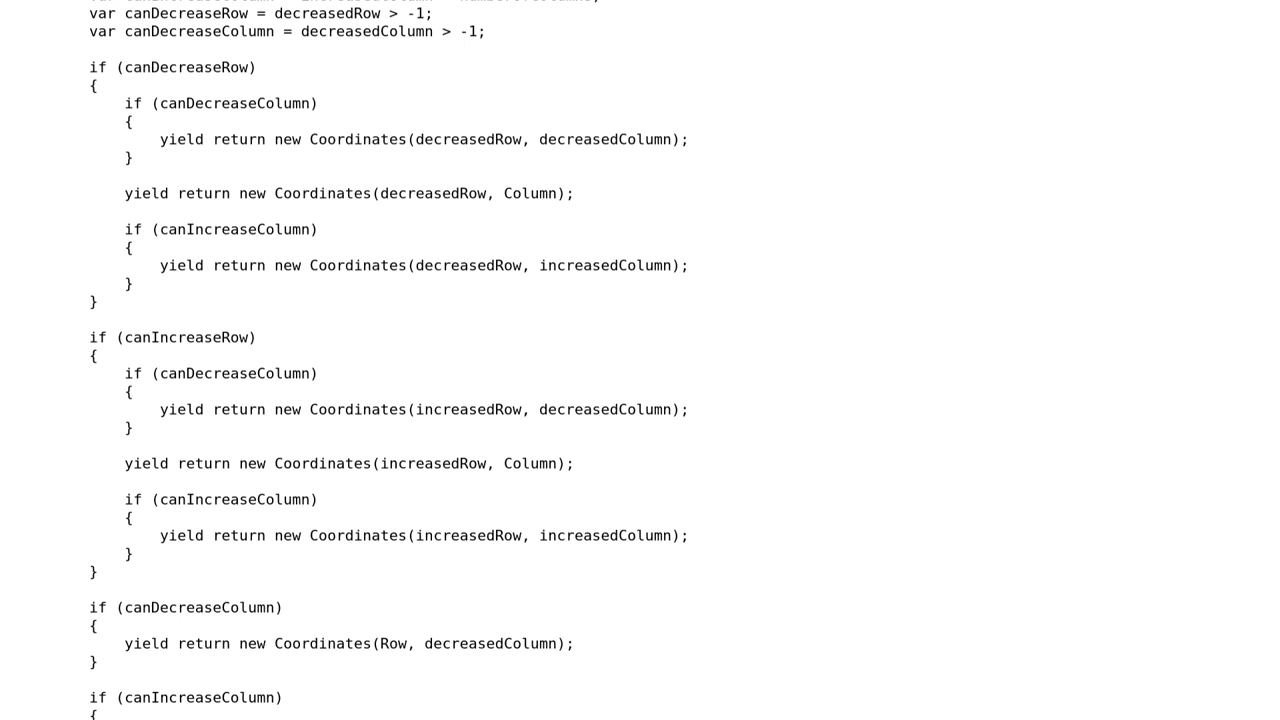 var canDecreaseRow = decreasedRow > -1;
var canDecreaseColumn = decreasedColumn > -1;
if (canDecreaseRow)
{
if (canDecreaseColumn)
{
yield return new Coordinates(decreasedRow, decreasedColumn);
}
yield return new Coordinates(decreasedRow, Column);
if (canIncreaseColumn)
{
yield return new Coordinates(decreasedRow, increasedColumn);
}
}
if (canIncreaseRow)
{
if (canDecreaseColumn)
{
yield return new Coordinates(increasedRow, decreasedColumn);
}
yield return new Coordinates(increasedRow, Column);
if (canIncreaseColumn)
{
yield return new Coordinates(increasedRow, increasedColumn);
}
}
if (canDecreaseColumn)
{
yield return new Coordinates(Row, decreasedColumn);
}
if (canIncreaseColumn)
{